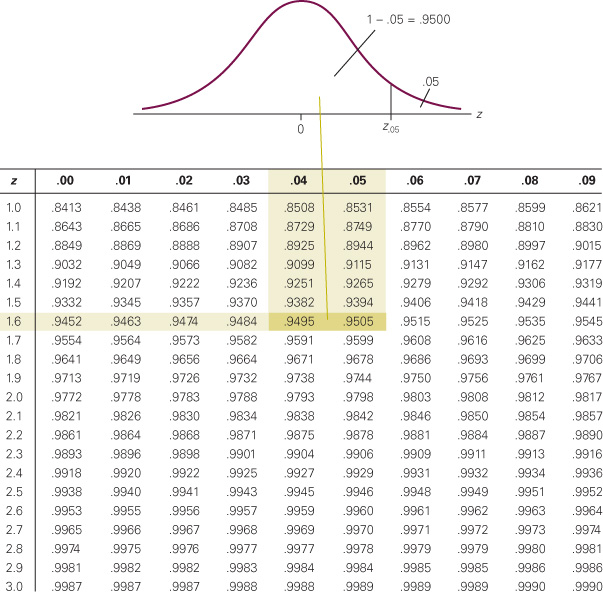 1 – .05 = .9500
.05
z
0
z.05
z .00 .01 .02 .03 .04 .05 .06 .07 .08 .09
1.0 .8413 .8438 .8461 .8485 .8508 .8531 .8554 .8577 .8599 .8621
1.1 .8643 .8665 .8686 .8708 .8729 .8749 .8770 .8790 .8810 .8830
1.2 .8849 .8869 .8888 .8907 .8925 .8944 .8962 .8980 .8997 .9015
1.3 .9032 .9049 .9066 .9082 .9099 .9115 .9131 .9147 .9162 .9177
1.4 .9192 .9207 .9222 .9236 .9251 .9265 .9279 .9292 .9306 .9319
1.5 .9332 .9345 .9357 .9370 .9382 .9394 .9406 .9418 .9429 .9441
1.6 .9452 .9463 .9474 .9484 .9495 .9505 .9515 .9525 .9535 .9545
1.7 .9554 .9564 .9573 .9582 .9591 .9599 .9608 .9616 .9625 .9633
1.8 .9641 .9649 .9656 .9664 .9671 .9678 .9686 .9693 .9699 .9706
1.9 .9713 .9719 .9726 .9732 .9738 .9744 .9750 .9756 .9761 .9767
2.0 .9772 .9778 .9783 .9788 .9793 .9798 .9803 .9808 .9812 .9817
2.1 .9821 .9826 .9830 .9834 .9838 .9842 .9846 .9850 .9854 .9857
2.2 .9861 .9864 .9868 .9871 .9875 .9878 .9881 .9884 .9887 .9890
2.3 .9893 .9896 .9898 .9901 .9904 .9906 .9909 .9911 .9913 .9916
2.4 .9918 .9920 .9922 .9925 .9927 .9929 .9931 .9932 .9934 .9936
2.5 .9938 .9940 .9941 .9943 .9945 .9946 .9948 .9949 .9951 .9952
2.6 .9953 .9955 .9956 .9957 .9959 .9960 .9961 .9962 .9963 .9964
2.7 .9965 .9966 .9967 .9968 .9969 .9970 .9971 .9972 .9973 .9974
2.8 .9974 .9975 .9976 .9977 .9977 .9978 .9979 .9979 .9980 .9981
2.9 .9981 .9982 .9982 .9983 .9984 .9984 .9985 .9985 .9986 .9986
3.0 .9987 .9987 .9987 .9988 .9988 .9989 .9989 .9989 .9990 .9990